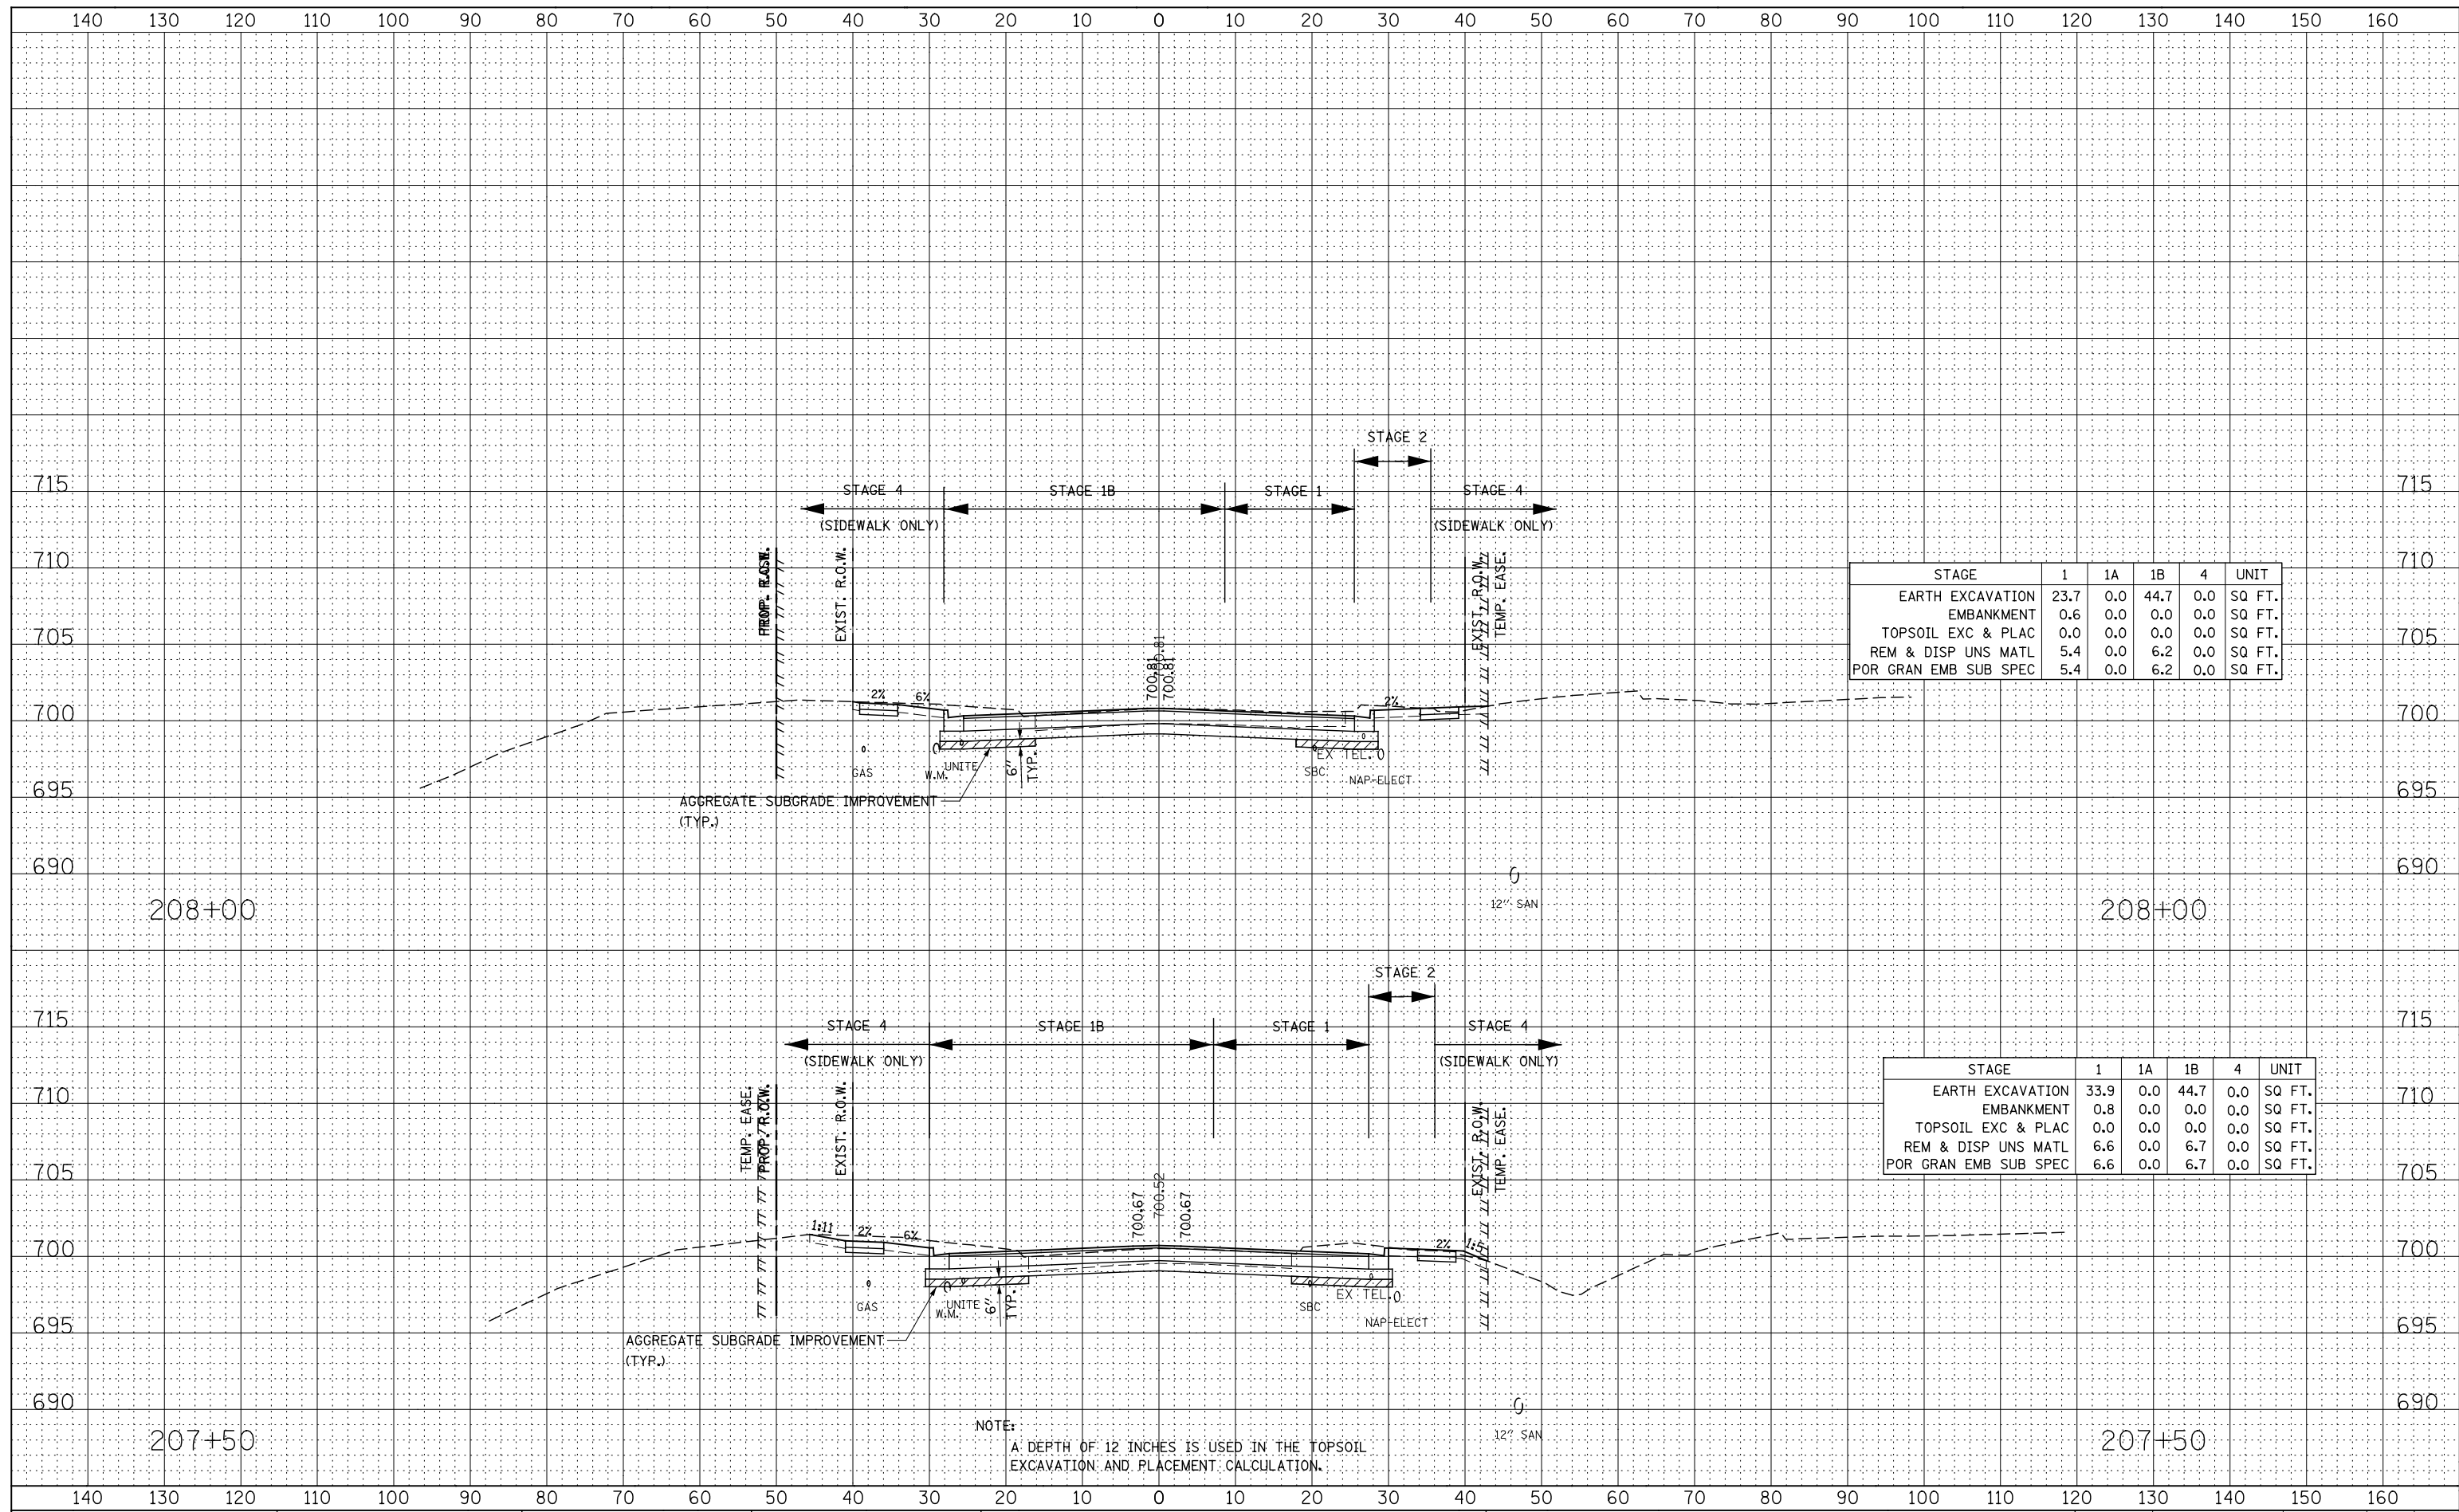 140 130 120 110 100 90 80 70 60 50 40 30 20 10 0 10 20 30 40 50 60 70 80 90 100 110 120 130 140 150 160
STAGE 2
715 715
STAGE 4 STAGE 1B STAGE 1 STAGE 4
(SIDEWALK ONLY) (SIDEWALK ONLY)
710 710
EXIST. R.O.W.
EXIST. R.O.W.
TEMP. EASE.
STAGE 1 1A 1B 4 UNIT
EARTH EXCAVATION 23.7 0.0 44.7 0.0 SQ FT.
EMBANKMENT 0.6 0.0 0.0 0.0 SQ FT.
TOPSOIL EXC & PLAC 0.0 0.0 0.0 0.0 SQ FT.
REM & DISP UNS MATL 5.4 0.0 6.2 0.0 SQ FT.
POR GRAN EMB SUB SPEC 5.4 0.0 6.2 0.0 SQ FT.
705 705
700.81
700.81
700.81
2% 6% 2%
700 700
GAS W.M. UNITE 6" TYP. SBC EX TEL. NAP-ELECT
695 695
AGGREGATE SUBGRADE IMPROVEMENT
(TYP.)
690 690
12" SAN
208+00 208+00
STAGE 2
715 715
STAGE 4 STAGE 1B STAGE 1 STAGE 4
(SIDEWALK ONLY) (SIDEWALK ONLY)
710 710
TEMP. EASE.
PROP. R.O.W.
EXIST. R.O.W.
EXIST. R.O.W.
TEMP. EASE.
STAGE 1 1A 1B 4 UNIT
EARTH EXCAVATION 33.9 0.0 44.7 0.0 SQ FT.
EMBANKMENT 0.8 0.0 0.0 0.0 SQ FT.
TOPSOIL EXC & PLAC 0.0 0.0 0.0 0.0 SQ FT.
REM & DISP UNS MATL 6.6 0.0 6.7 0.0 SQ FT.
POR GRAN EMB SUB SPEC 6.6 0.0 6.7 0.0 SQ FT.
705 705
700.67
700.52
700.67
1:11 2% 6% 2% 1:5
700 700
GAS W.M. UNITE 6" TYP. SBC EX TEL. NAP-ELECT
695 695
AGGREGATE SUBGRADE IMPROVEMENT
(TYP.)
690 690
12" SAN
207+50 207+50
NOTE:
A DEPTH OF 12 INCHES IS USED IN THE TOPSOIL
EXCAVATION AND PLACEMENT CALCULATION.
140 130 120 110 100 90 80 70 60 50 40 30 20 10 0 10 20 30 40 50 60 70 80 90 100 110 120 130 140 150 160